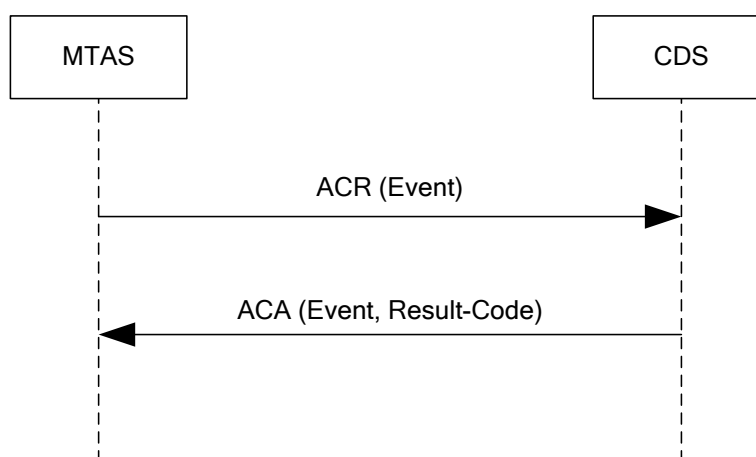 MTAS
CDS
ACR (Event)
ACA (Event, Result-Code)